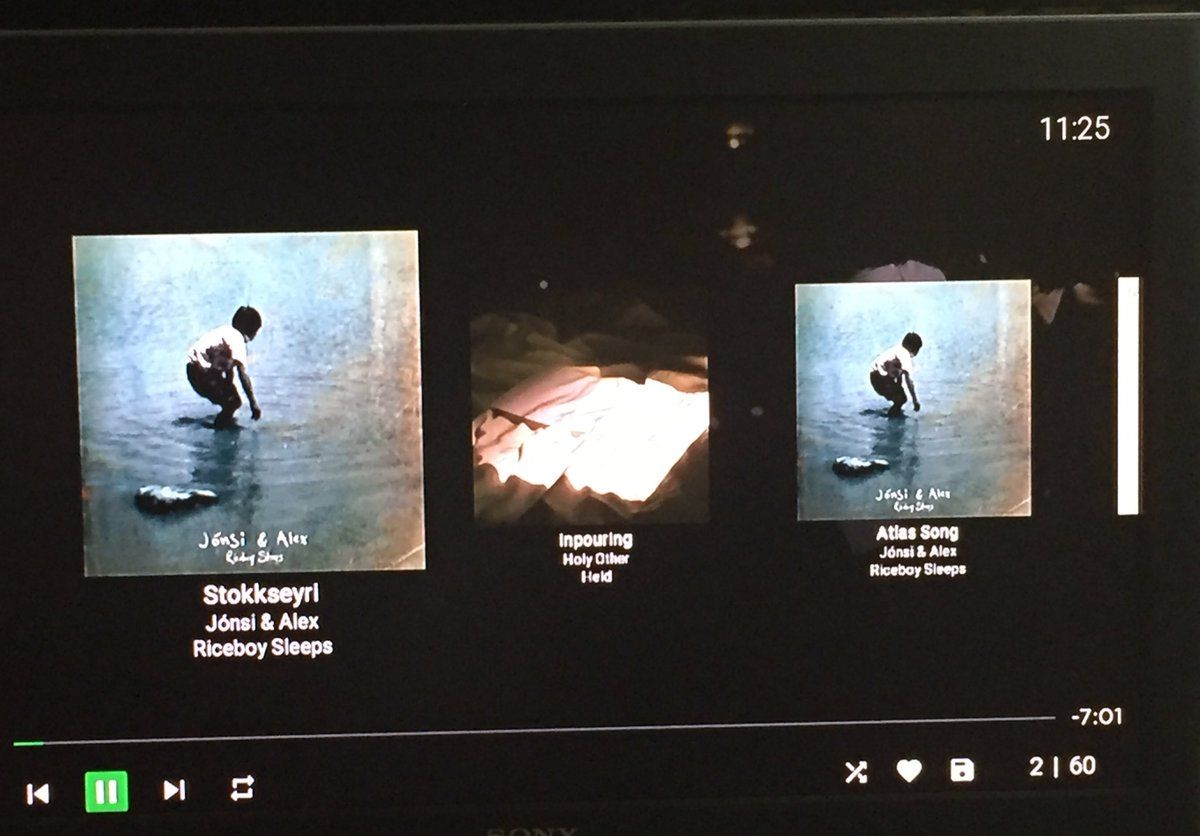 11:25
Jónsi & Alex
Riceboy Sleeps
Stokkseyri
Jónsi & Alex
Riceboy Sleeps
Inpouring
Holy Other
Held
Jónsi & Alex
Riceboy Sleeps
Atlas Song
Jónsi & Alex
Riceboy Sleeps
-7:01
2 | 60
SONY